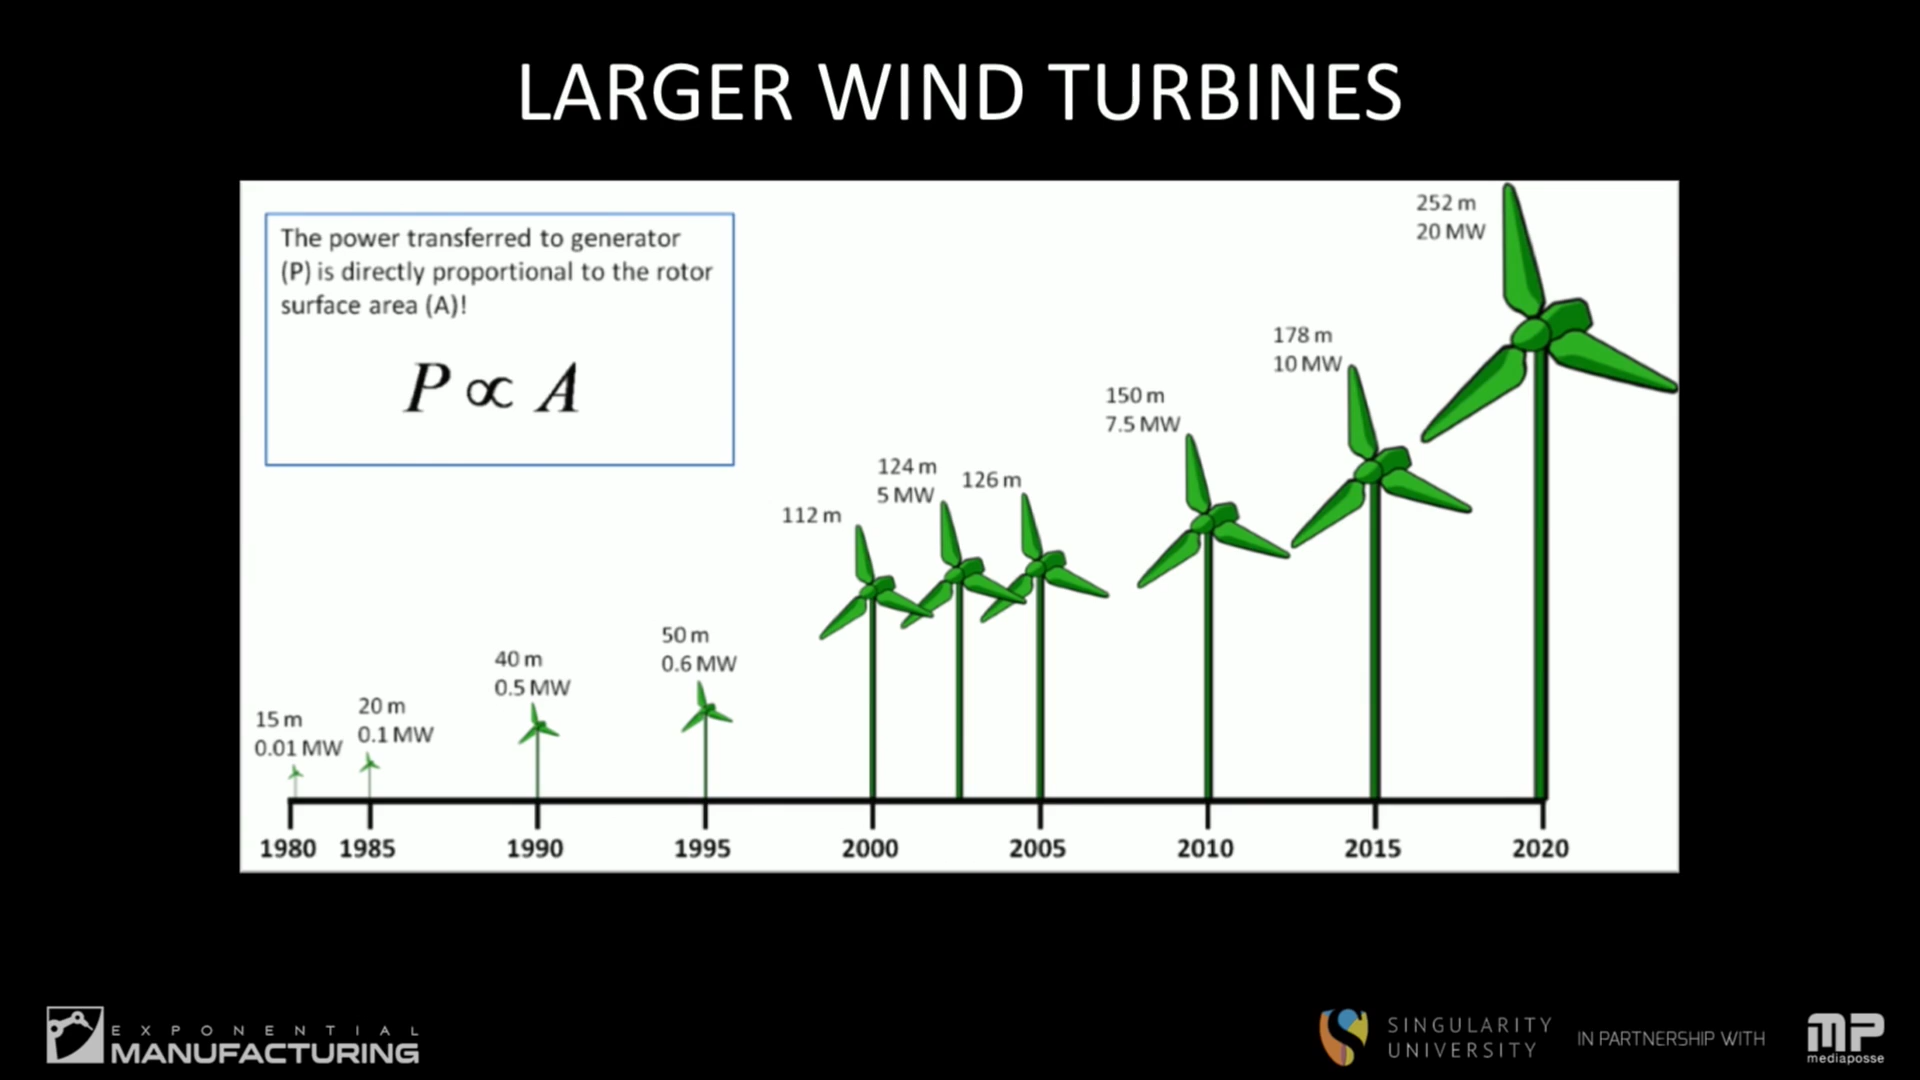 LARGER WIND TURBINES
The power transferred to generator
(P) is directly proportional to the rotor
surface area (A)!
P ∝ A
15 m
0.01 MW
20 m
0.1 MW
40 m
0.5 MW
50 m
0.6 MW
112 m
124 m
5 MW
126 m
150 m
7.5 MW
178 m
10 MW
252 m
20 MW
1980 1985 1990 1995 2000 2005 2010 2015 2020
EXPONENTIAL
MANUFACTURING
SINGULARITY
UNIVERSITY
IN PARTNERSHIP WITH
MP
mediaposse